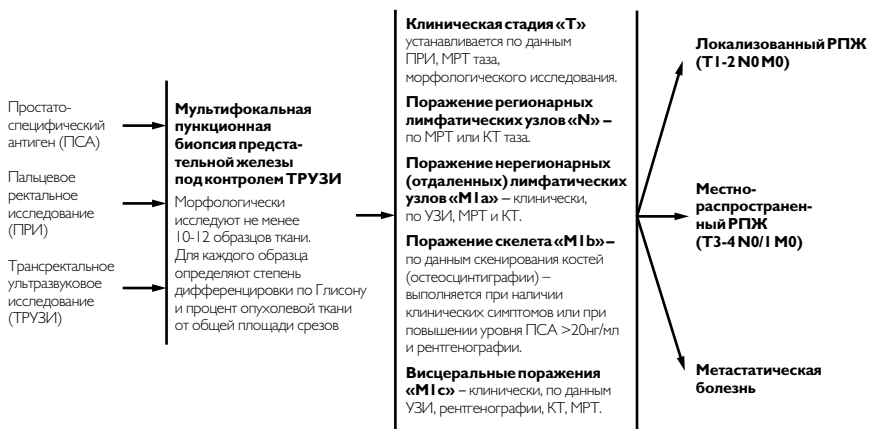 Простато-
специфический
антиген (ПСА)
Пальцевое
ректальное
исследование
(ПРИ)
Трансректальное
ультразвуковое
исследование
(ТРУЗИ)
Мультифокальная
пункционная
биопсия предста-
тельной железы
под контролем ТРУЗИ
Морфологически
исследуют не менее
10-12 образцов ткани.
Для каждого образца
определяют степень
дифференцировки по Глисону
и процент опухолевой ткани
от общей площади срезов
Клиническая стадия «Т»
устанавливается по данным
ПРИ, МРТ таза,
морфологического исследования.
Поражение регионарных
лимфатических узлов «N» –
по МРТ или КТ таза.
Поражение нерегионарных
(отдаленных) лимфатических
узлов «М1а» – клинически,
по УЗИ, МРТ и КТ.
Поражение скелета «М1b» –
по данным скенирования костей
(остеосцинтиграфии) –
выполняется при наличии
клинических симптомов или при
повышении уровня ПСА >20нг/мл
и рентгенографии.
Висцеральные поражения
«М1с» – клинически, по данным
УЗИ, рентгенографии, КТ, МРТ.
Локализованный РПЖ
(Т1-2 N0 M0)
Местно-
распространен-
ный РПЖ
(Т3-4 N0/1 M0)
Метастатическая
болезнь